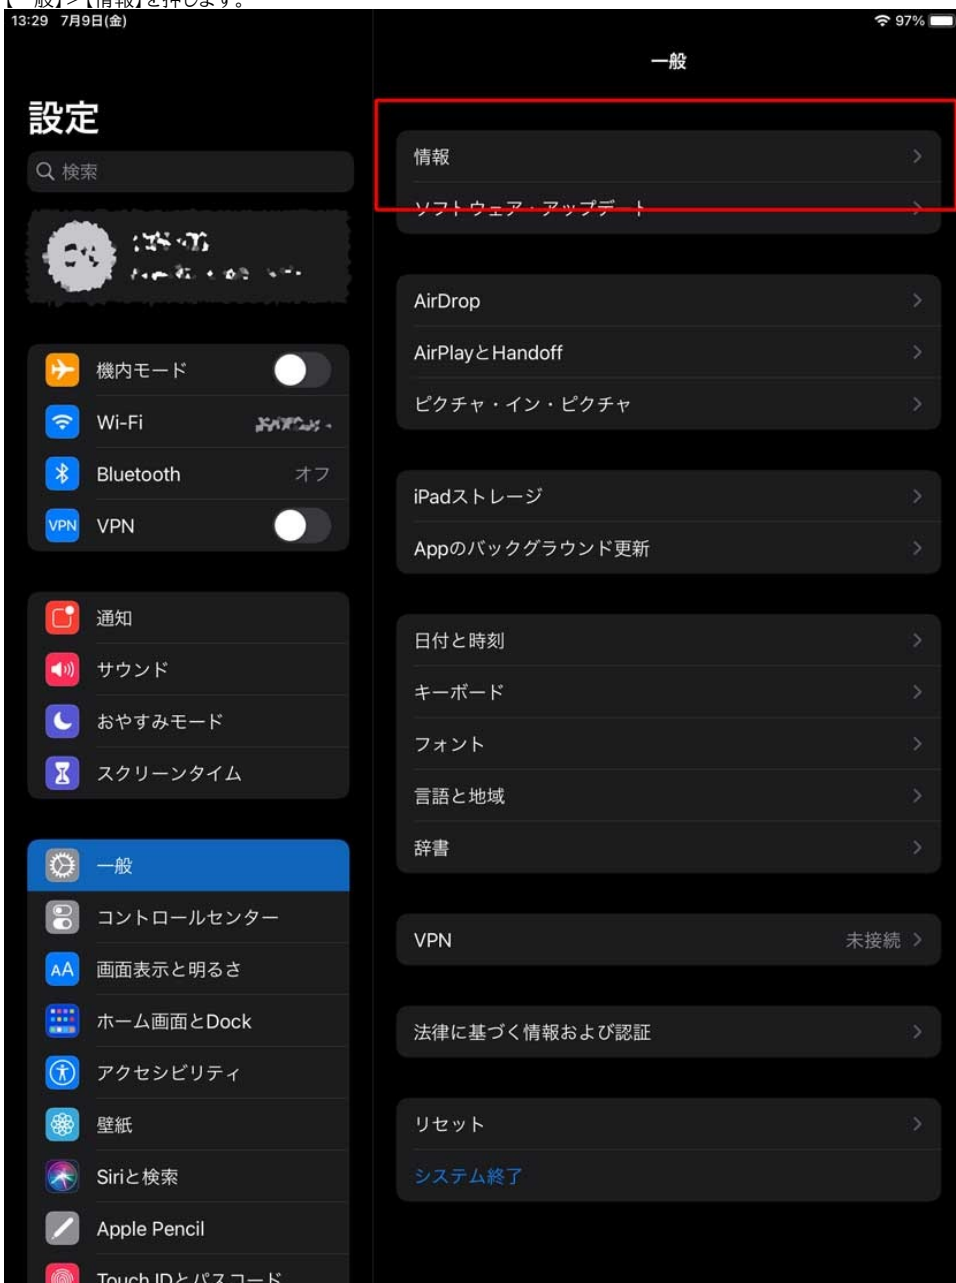 【一般】>【情報】を押します。
13:29 7月9日(金)
97%
設定
検索
機内モード
Wi-Fi
Bluetooth オフ
VPN VPN
通知
サウンド
おやすみモード
スクリーンタイム
一般
コントロールセンター
AA 画面表示と明るさ
ホーム画面とDock
アクセシビリティ
壁紙
Siriと検索
Apple Pencil
Touch IDとパスコード
一般
情報
ソフトウェア・アップデート
AirDrop
AirPlayとHandoff
ピクチャ・イン・ピクチャ
iPadストレージ
Appのバックグラウンド更新
日付と時刻
キーボード
フォント
言語と地域
辞書
VPN 未接続
法律に基づく情報および認証
リセット
システム終了